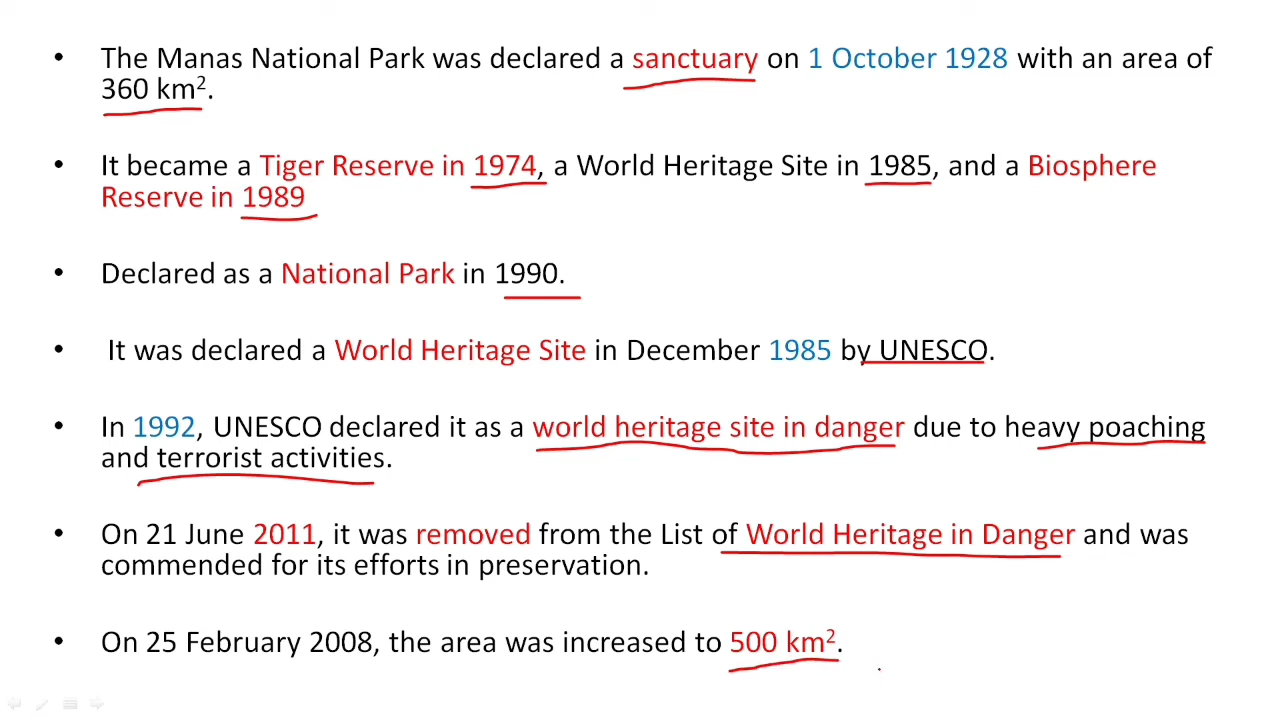 • The Manas National Park was declared a sanctuary on 1 October 1928 with an area of
360 km².
• It became a Tiger Reserve in 1974, a World Heritage Site in 1985, and a Biosphere
Reserve in 1989
• Declared as a National Park in 1990.
• It was declared a World Heritage Site in December 1985 by UNESCO.
• In 1992, UNESCO declared it as a world heritage site in danger due to heavy poaching
and terrorist activities.
• On 21 June 2011, it was removed from the List of World Heritage in Danger and was
commended for its efforts in preservation.
• On 25 February 2008, the area was increased to 500 km².